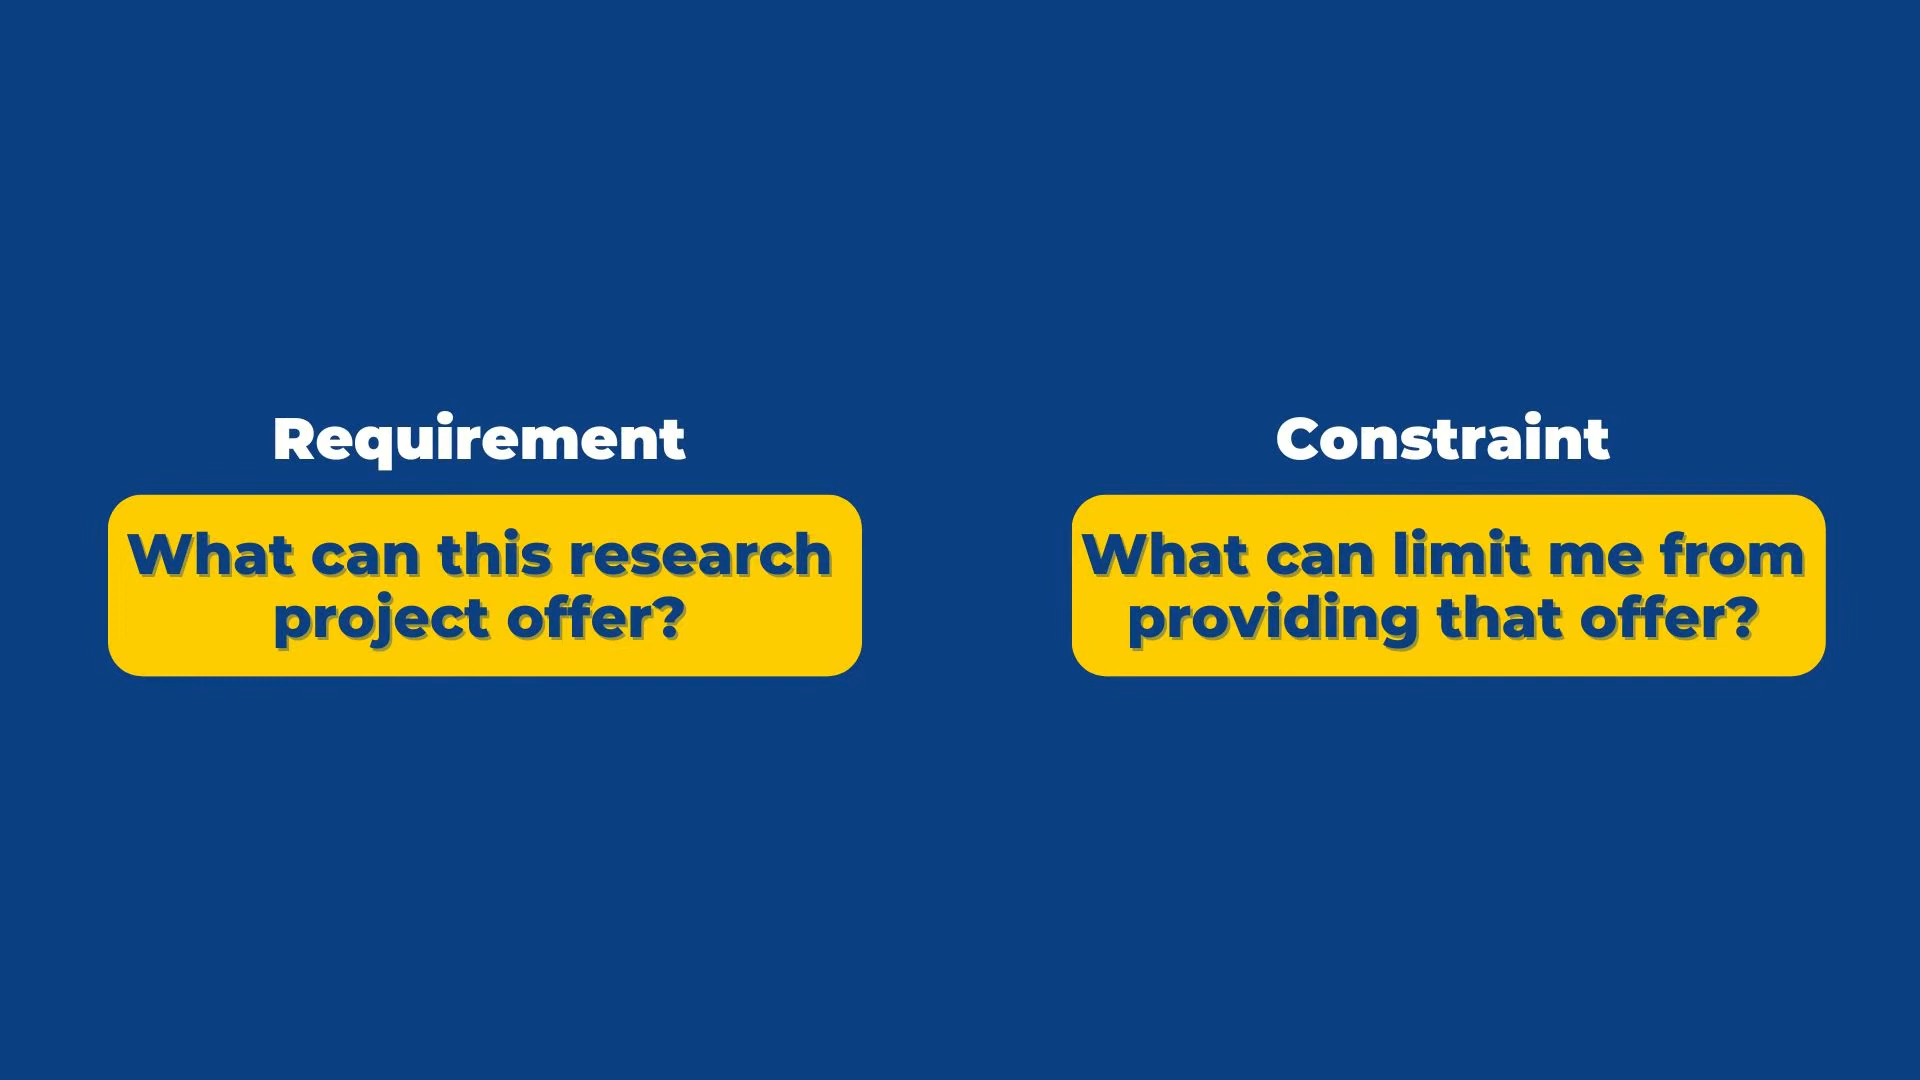 Requirement
What can this research
project offer?
Constraint
What can limit me from
providing that offer?